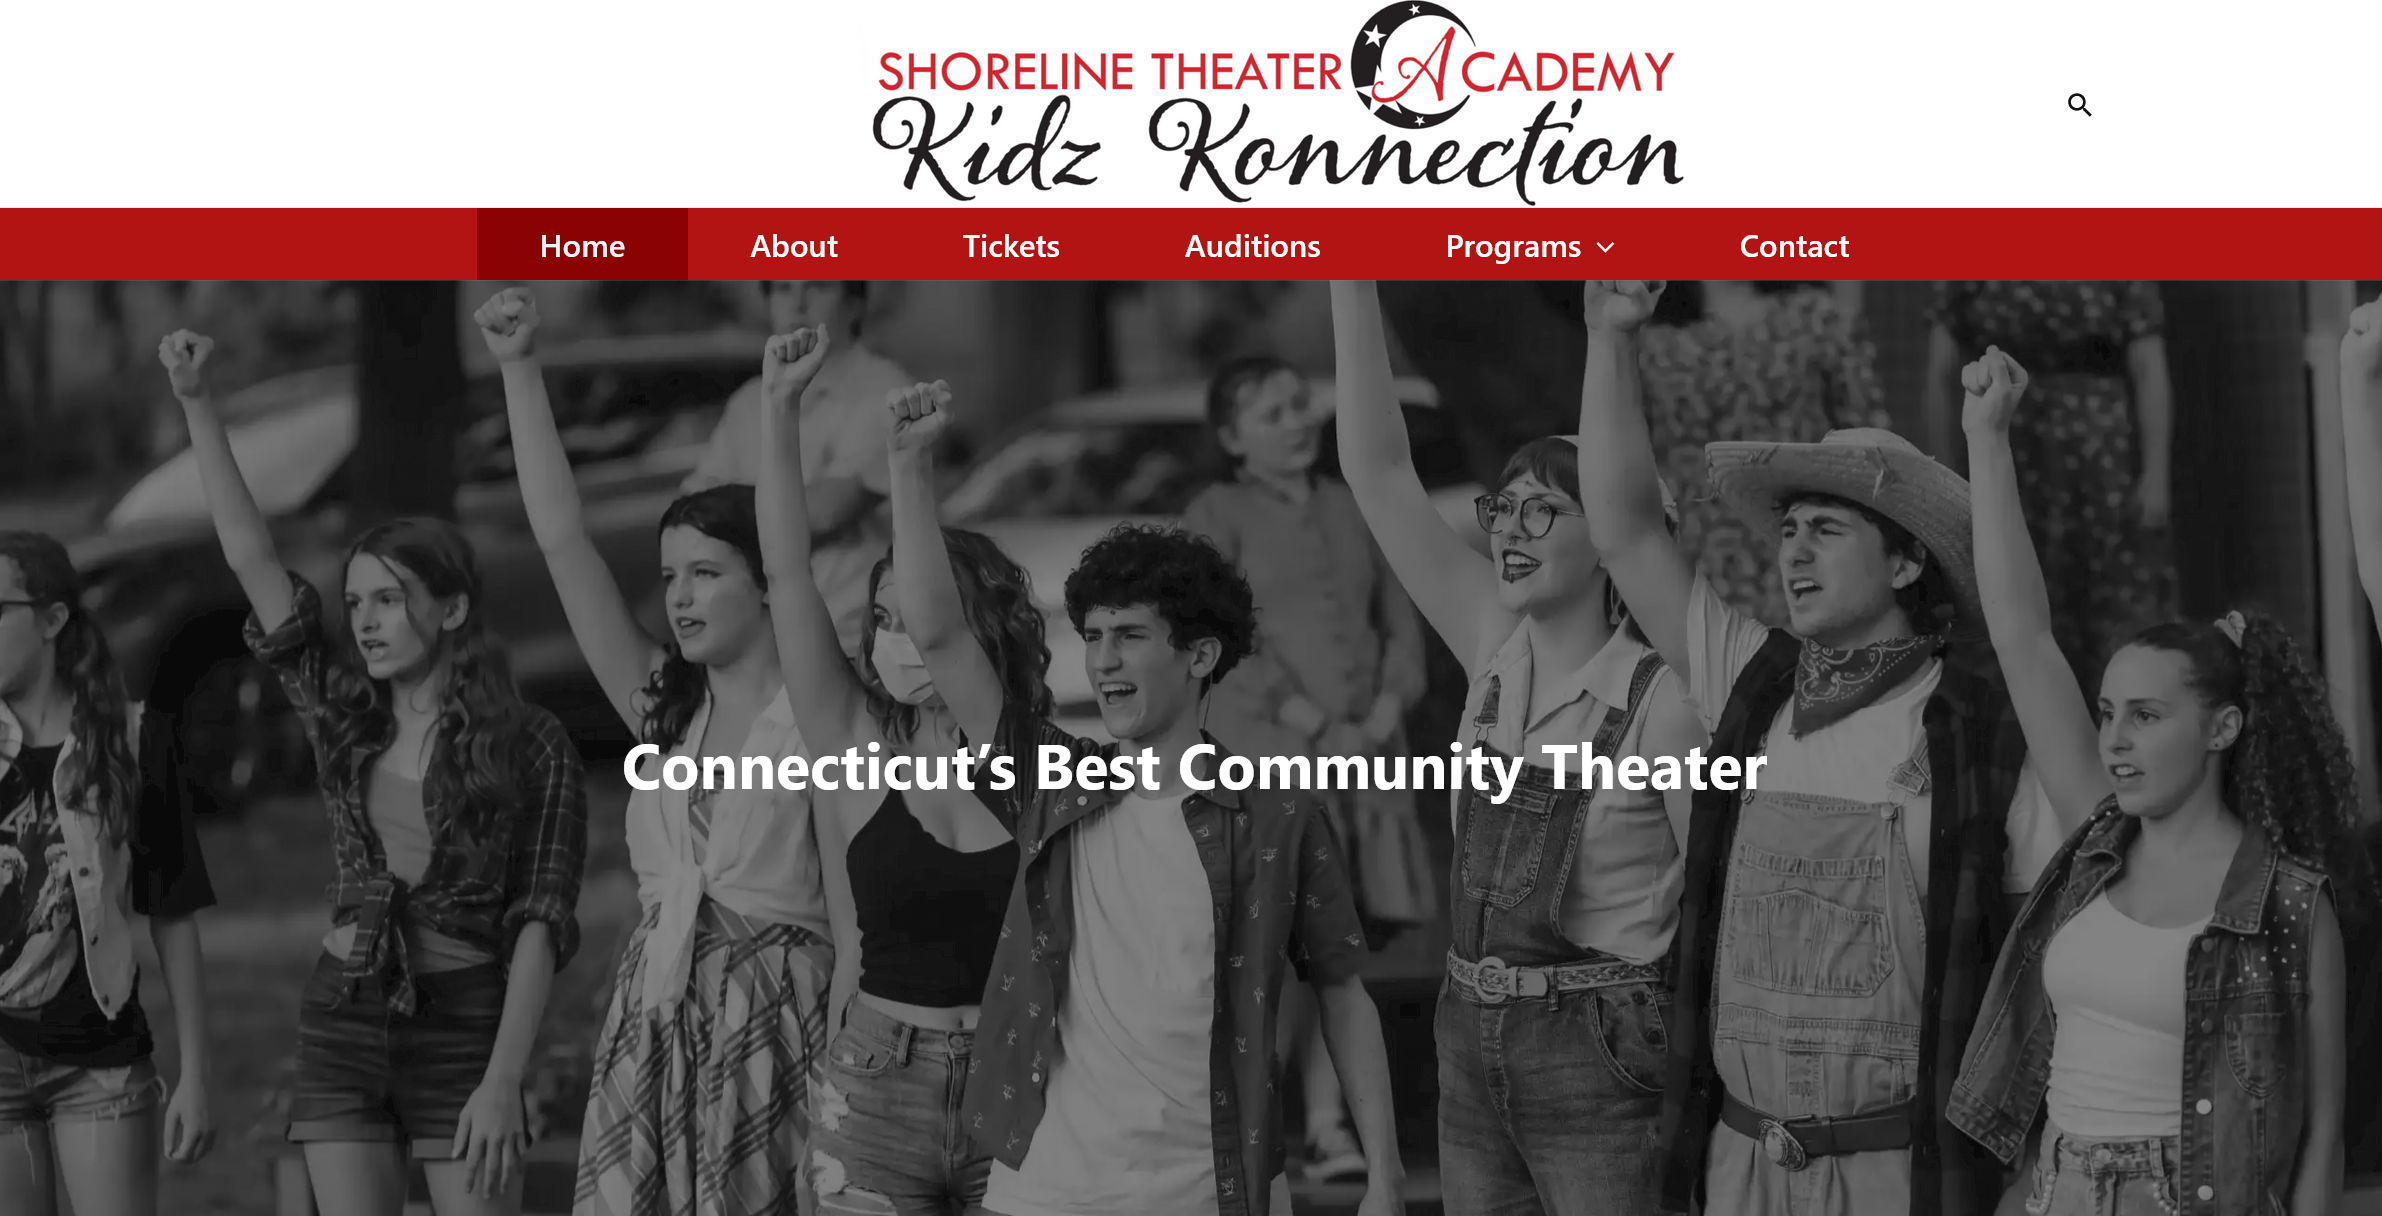 SHORELINE THEATER ACADEMY
Kidz Konnection
Home About Tickets Auditions Programs Contact
Connecticut’s Best Community Theater